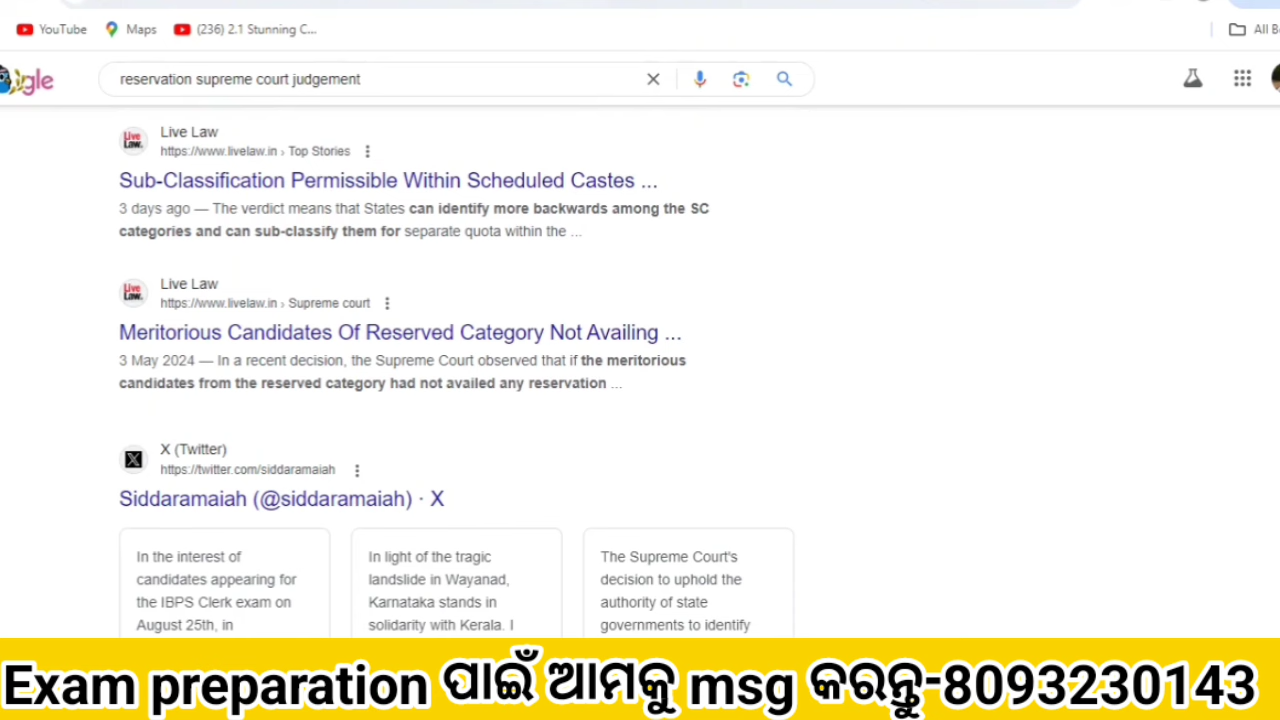 YouTube Maps (236) 2.1 Stunning C...
gle
reservation supreme court judgement
Live Law
https://www.livelaw.in › Top Stories
Sub-Classification Permissible Within Scheduled Castes ...
3 days ago — The verdict means that States can identify more backwards among the SC
categories and can sub-classify them for separate quota within the ...
Live Law
https://www.livelaw.in › Supreme court
Meritorious Candidates Of Reserved Category Not Availing ...
3 May 2024 — In a recent decision, the Supreme Court observed that if the meritorious
candidates from the reserved category had not availed any reservation ...
X (Twitter)
https://twitter.com/siddaramaiah
Siddaramaiah (@siddaramaiah) · X
In the interest of
candidates appearing for
the IBPS Clerk exam on
August 25th, in
In light of the tragic
landslide in Wayanad,
Karnataka stands in
solidarity with Kerala. I
The Supreme Court's
decision to uphold the
authority of state
governments to identify
Exam preparation ପାଇଁ ଆମକୁ msg କରନ୍ତୁ-8093230143